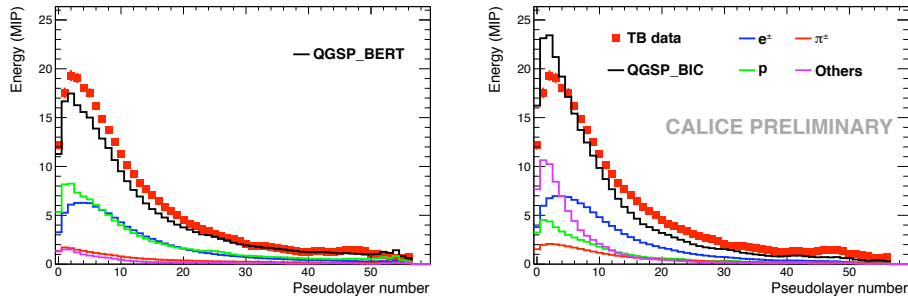 Energy (MIP)
25
20
15
10
5
0
0 10 20 30 40 50
Pseudolayer number
QGSP_BERT
Energy (MIP)
25
20
15
10
5
0
0 10 20 30 40 50
Pseudolayer number
TB data e± π±
QGSP_BIC p Others
CALICE PRELIMINARY